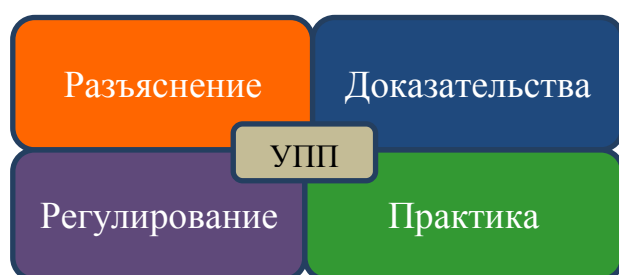 Разъяснение
Доказательства
УПП
Регулирование
Практика